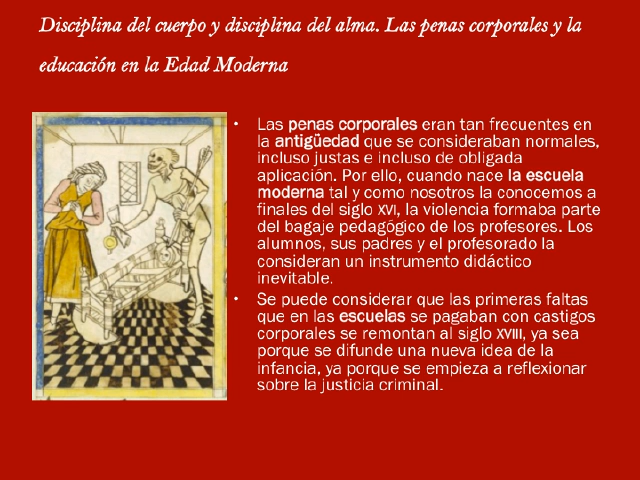 Disciplina del cuerpo y disciplina del alma. Las penas corporales y la
educación en la Edad Moderna
• Las penas corporales eran tan frecuentes en
la antigüedad que se consideraban normales,
incluso justas e incluso de obligada
aplicación. Por ello, cuando nace la escuela
moderna tal y como nosotros la conocemos a
finales del siglo XVI, la violencia formaba parte
del bagaje pedagógico de los profesores. Los
alumnos, sus padres y el profesorado la
consideran un instrumento didáctico
inevitable.
• Se puede considerar que las primeras faltas
que en las escuelas se pagaban con castigos
corporales se remontan al siglo XVIII, ya sea
porque se difunde una nueva idea de la
infancia, ya porque se empieza a reflexionar
sobre la justicia criminal.